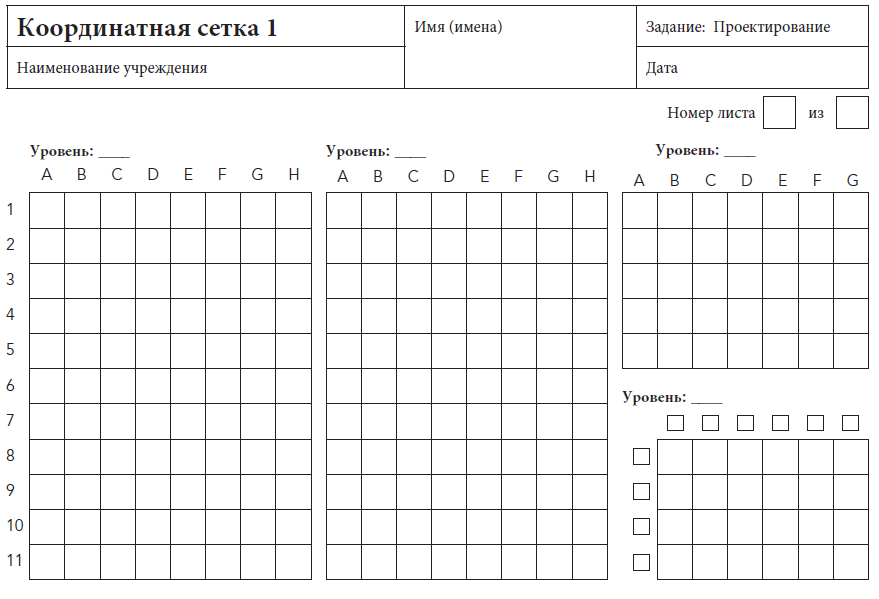 Координатная сетка 1
Имя (имена)
Задание: Проектирование
Наименование учреждения
Дата
Номер листа из
Уровень: ____
Уровень: ____
Уровень: ____
A B C D E F G H
A B C D E F G H
A B C D E F G
1
2
3
4
5
6
7
8
9
10
11
Уровень: ____